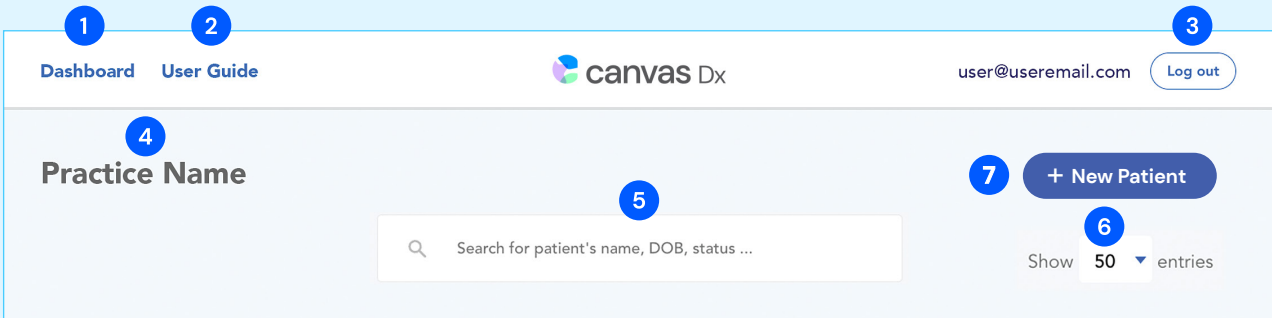 1 2 3
Dashboard User Guide canvas Dx user@useremail.com Log out
4
Practice Name
7 + New Patient
5
6
Search for patient's name, DOB, status ...
Show 50 entries